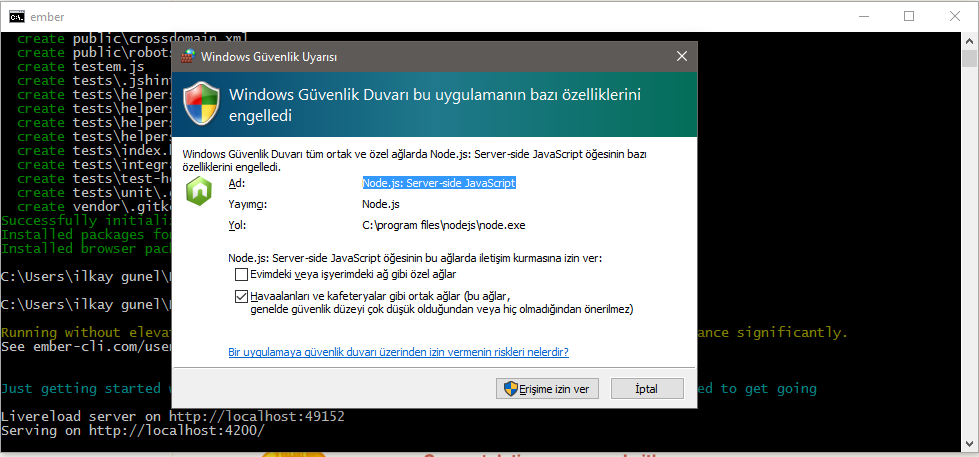 ember
create public\crossdomain.xml
create public\robots
create testem.js
create tests\.jshint
create tests\helpers
create tests\helpers
create tests\helpers
create tests\index.h
create tests\integra
create tests\test-h
create tests\unit\.g
create vendor\.gitke
Successfully initiali
Installed packages fo
Installed browser pac
C:\Users\ilkay gunel\
C:\Users\ilkay gunel\
Running without eleva
ance significantly.
See ember-cli.com/use
Just getting started
ed to get going
Livereload server on http://localhost:49152
Serving on http://localhost:4200/
Windows Güvenlik Uyarısı
Windows Güvenlik Duvarı bu uygulamanın bazı özelliklerini
engelledi
Windows Güvenlik Duvarı tüm ortak ve özel ağlarda Node.js: Server-side JavaScript öğesinin bazı
özelliklerini engelledi.
Ad: Node.js: Server-side JavaScript
Yayımcı: Node.js
Yol: C:\program files\nodejs\node.exe
Node.js: Server-side JavaScript öğesinin bu ağlarda iletişim kurmasına izin ver:
Evimdeki veya işyerimdeki ağ gibi özel ağlar
Havaalanları ve kafeteryalar gibi ortak ağlar (bu ağlar,
genelde güvenlik düzeyi çok düşük olduğundan veya hiç olmadığından önerilmez)
Bir uygulamaya güvenlik duvarı üzerinden izin vermenin riskleri nelerdir?
Erişime izin ver
İptal